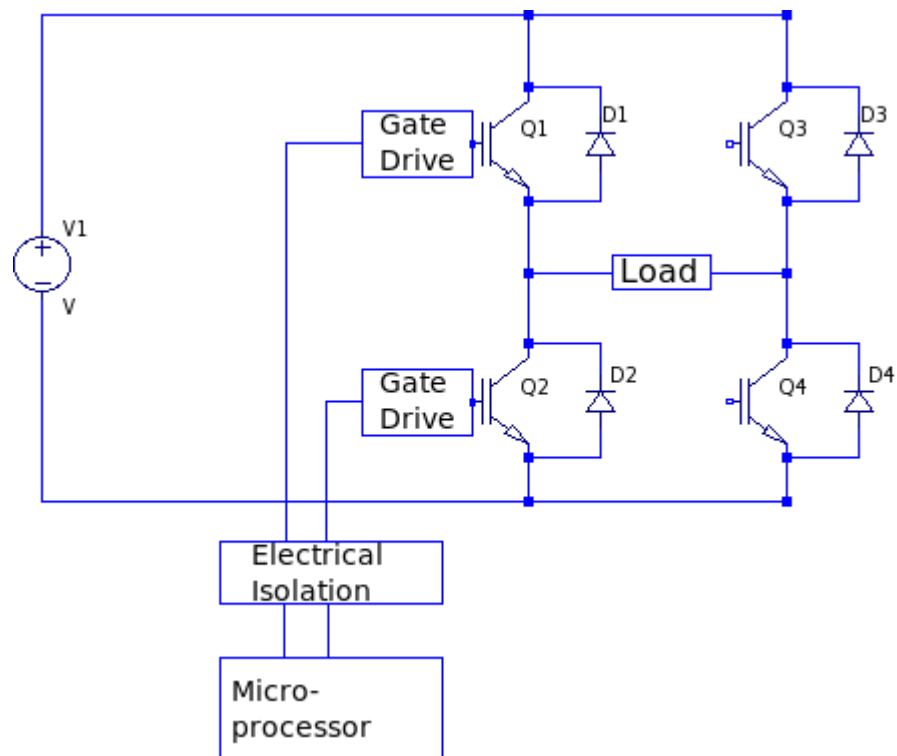 D1
D3
Gate
Drive
Q1
Q3
V1
+
−
V
Load
Gate
Drive
Q2
D2
Q4
D4
Electrical
Isolation
Micro-
processor